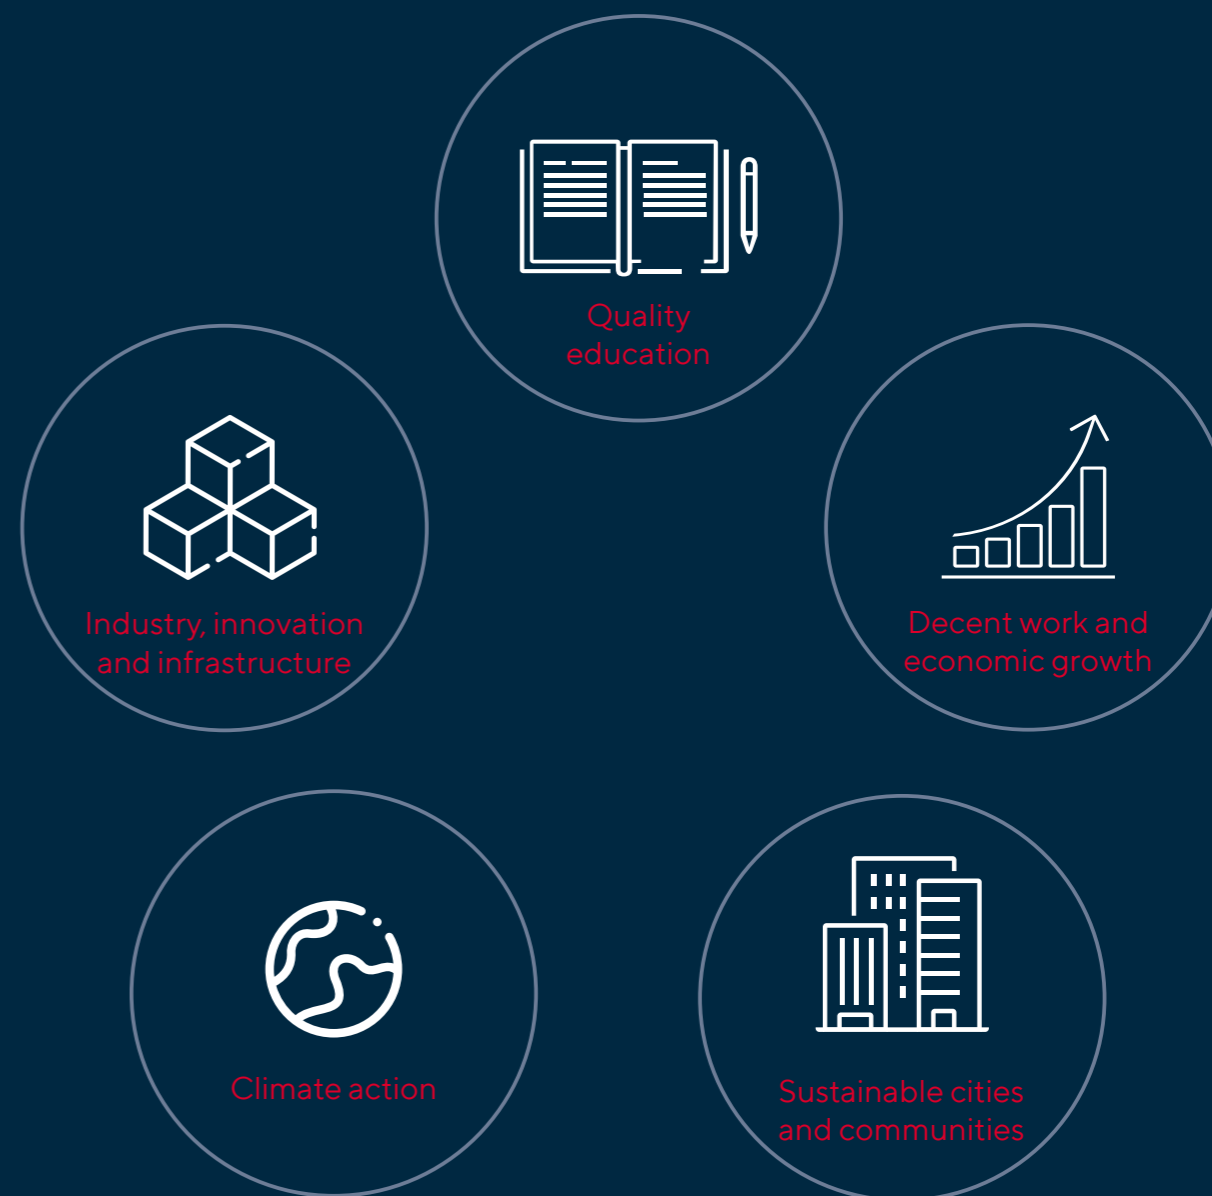 Quality
education
Industry, innovation
and infrastructure
Decent work and
economic growth
Climate action
Sustainable cities
and communities